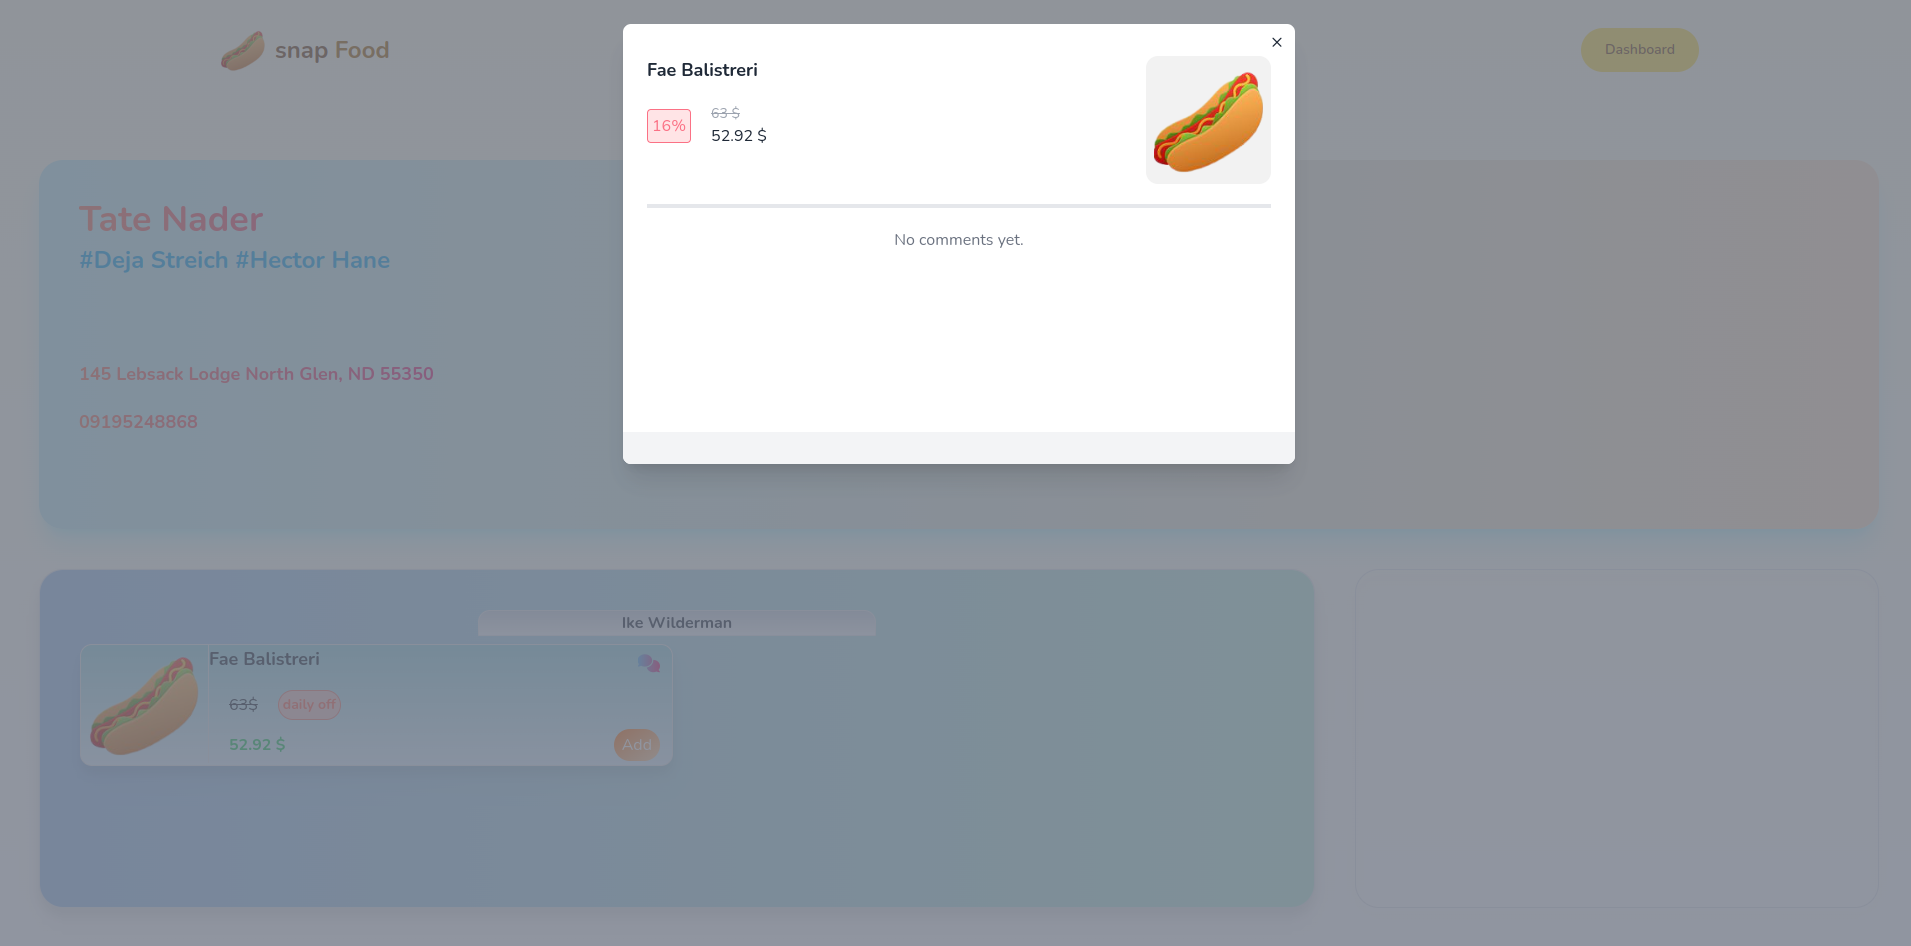 snap Food
Dashboard
Fae Balistreri
16%
63 $
52.92 $
No comments yet.
Tate Nader
#Deja Streich #Hector Hane
145 Lebsack Lodge North Glen, ND 55350
09195248868
Ike Wilderman
Fae Balistreri
63$
daily off
52.92 $
Add